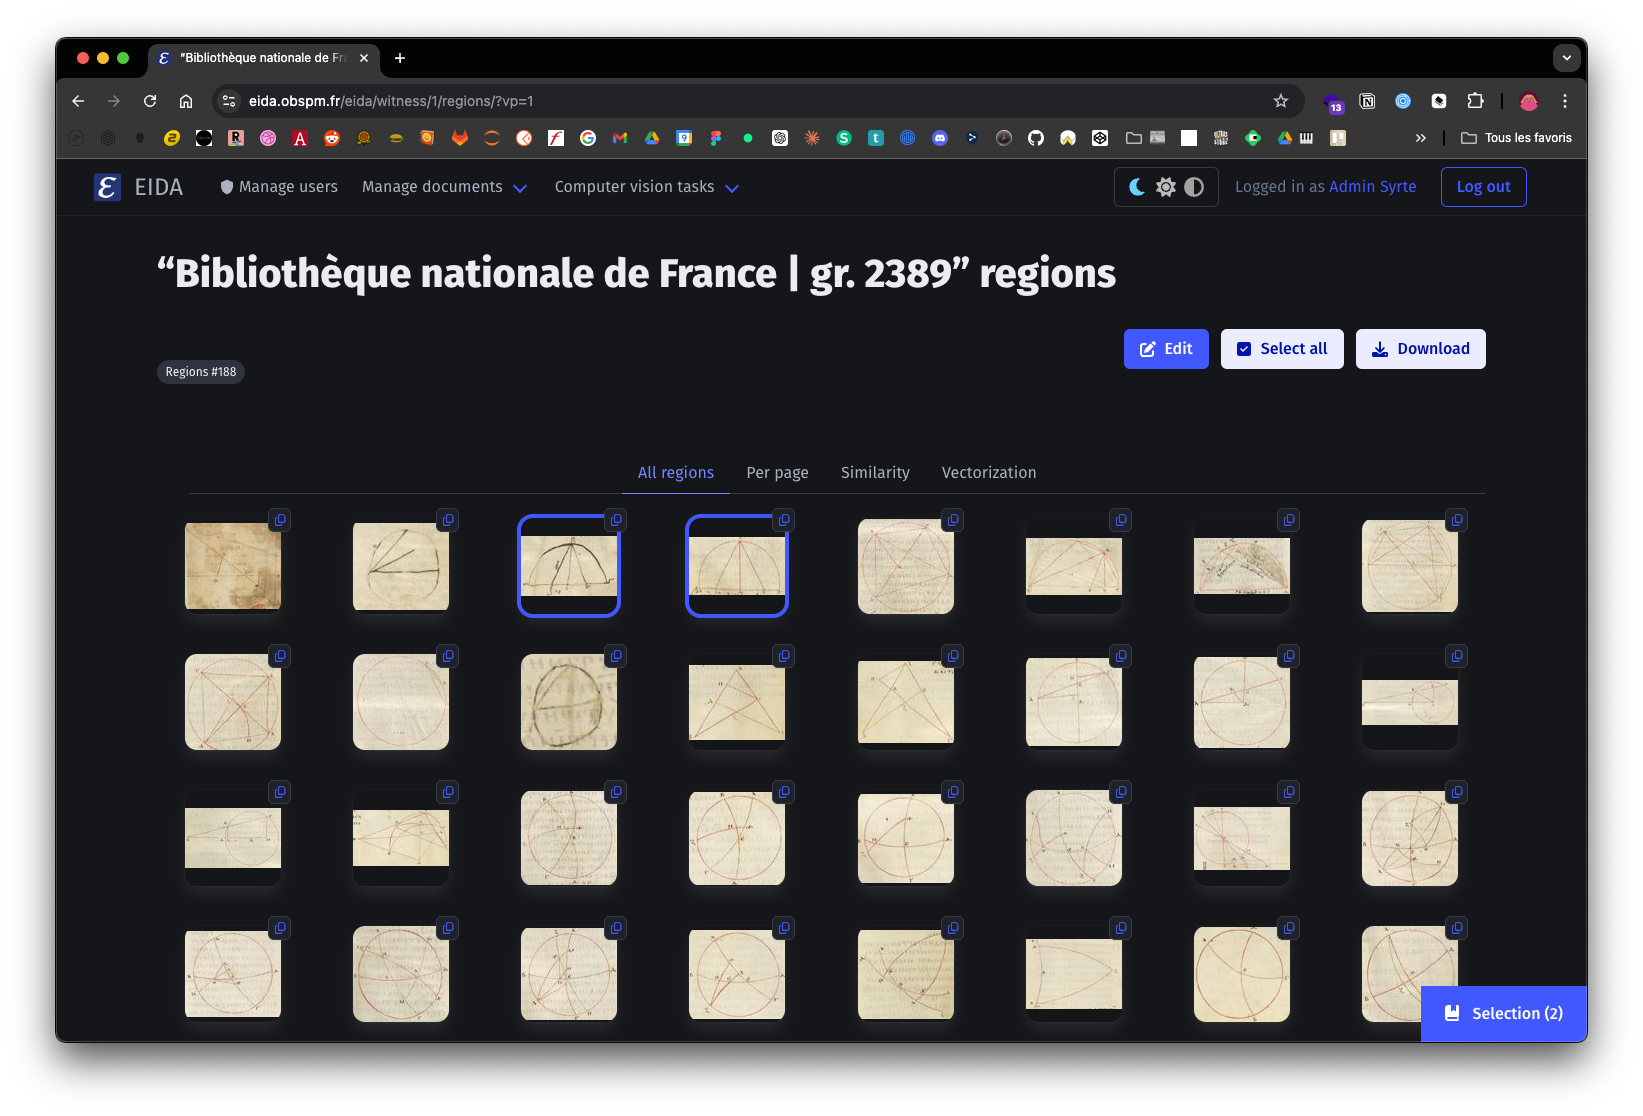 “Bibliothèque nationale de Fr
eida.obspm.fr/eida/witness/1/regions/?vp=1
13
Tous les favoris
EIDA
Manage users
Manage documents
Computer vision tasks
Logged in as Admin Syrte
Log out
“Bibliothèque nationale de France | gr. 2389” regions
Edit
Select all
Download
Regions #188
All regions
Per page
Similarity
Vectorization
Selection (2)